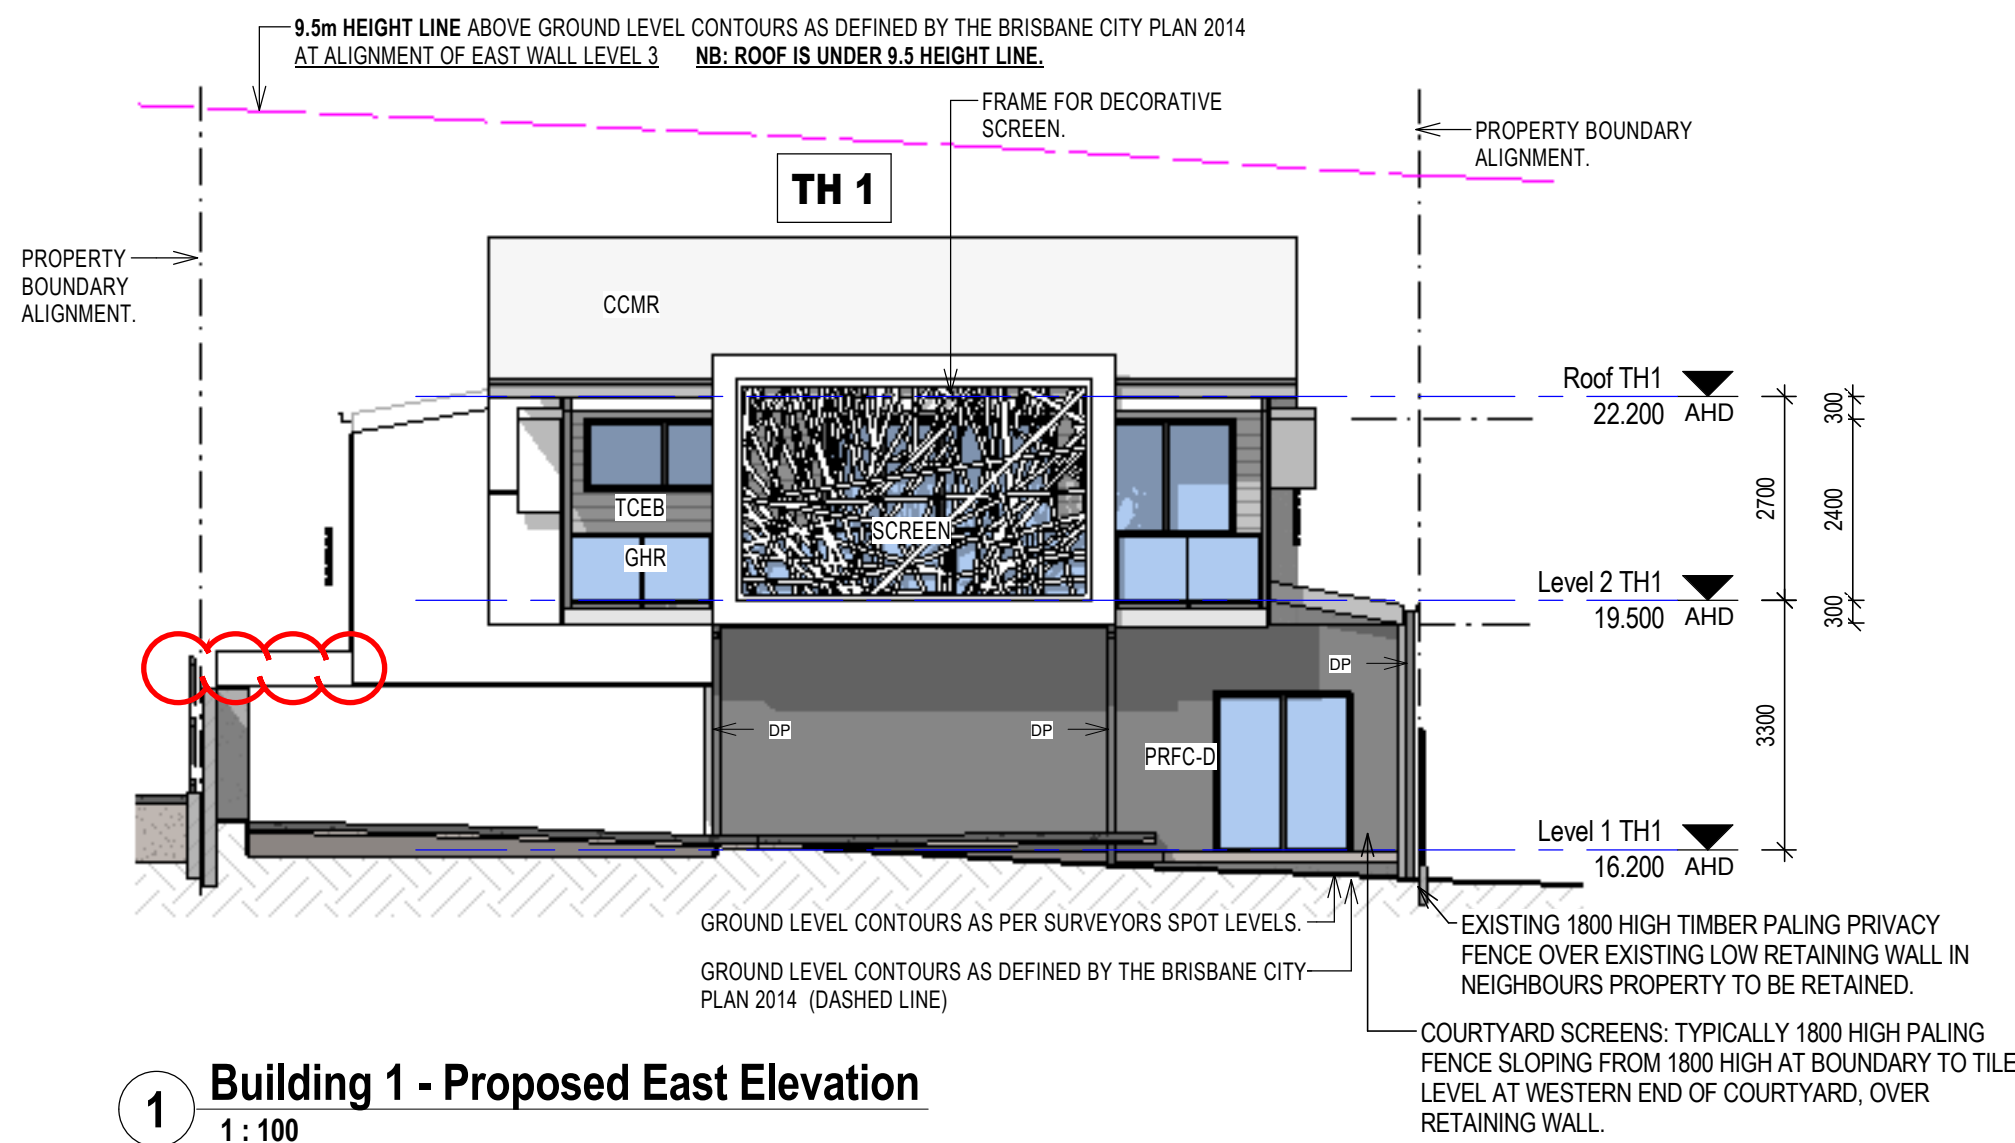 9.5m HEIGHT LINE ABOVE GROUND LEVEL CONTOURS AS DEFINED BY THE BRISBANE CITY PLAN 2014
AT ALIGNMENT OF EAST WALL LEVEL 3 NB: ROOF IS UNDER 9.5 HEIGHT LINE.
FRAME FOR DECORATIVE
SCREEN.
PROPERTY BOUNDARY
ALIGNMENT.
TH 1
PROPERTY
BOUNDARY
ALIGNMENT.
CCMR
Roof TH1
22.200 AHD
300
2700
2400
TCEB
SCREEN
GHR
Level 2 TH1
19.500 AHD
300
DP
DP
DP
3300
PRFC-D
Level 1 TH1
16.200 AHD
GROUND LEVEL CONTOURS AS PER SURVEYORS SPOT LEVELS.
GROUND LEVEL CONTOURS AS DEFINED BY THE BRISBANE CITY
PLAN 2014 (DASHED LINE)
EXISTING 1800 HIGH TIMBER PALING PRIVACY
FENCE OVER EXISTING LOW RETAINING WALL IN
NEIGHBOURS PROPERTY TO BE RETAINED.
COURTYARD SCREENS: TYPICALLY 1800 HIGH PALING
FENCE SLOPING FROM 1800 HIGH AT BOUNDARY TO TILE
LEVEL AT WESTERN END OF COURTYARD, OVER
RETAINING WALL.
1 Building 1 - Proposed East Elevation
1 : 100